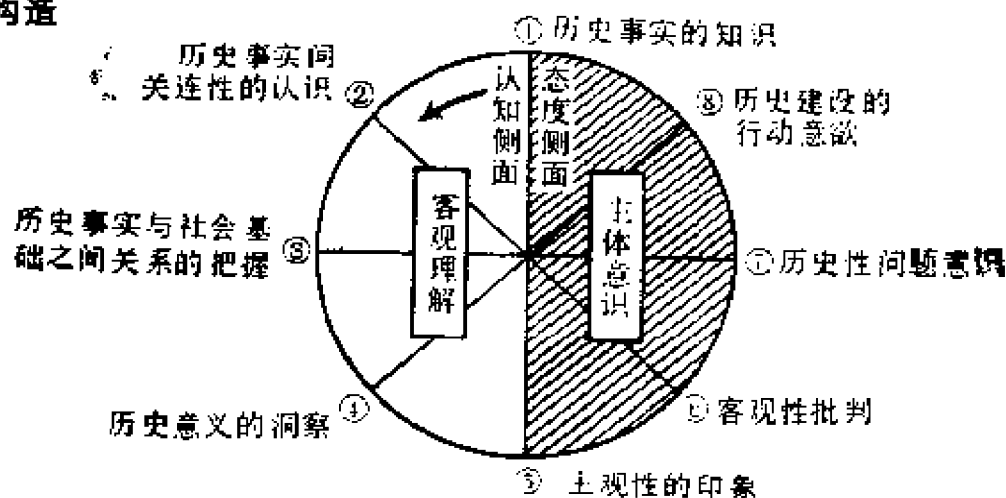 构造
①历史事实的知识
历史事实间
关连性的认识②
认知侧面
态度侧面
⑧历史建设的
行动意欲
历史事实与社会基
础之间关系的把握③
客观理解
主体意识
⑦历史性问题意识
历史意义的洞察④
⑥客观性批判
⑤主观性的印象